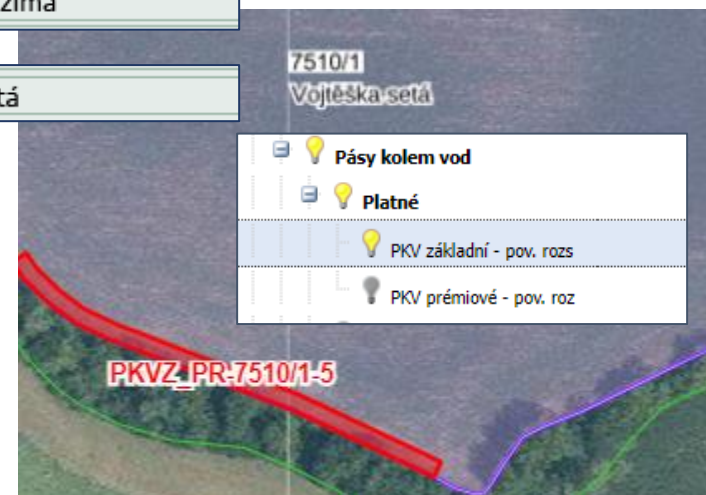 zima
tá
7510/1
Vojtěška setá
Pásy kolem vod
Platné
PKV základní - pov. rozs
PKV prémiové - pov. roz
PKVZ_PR-7510/1-5